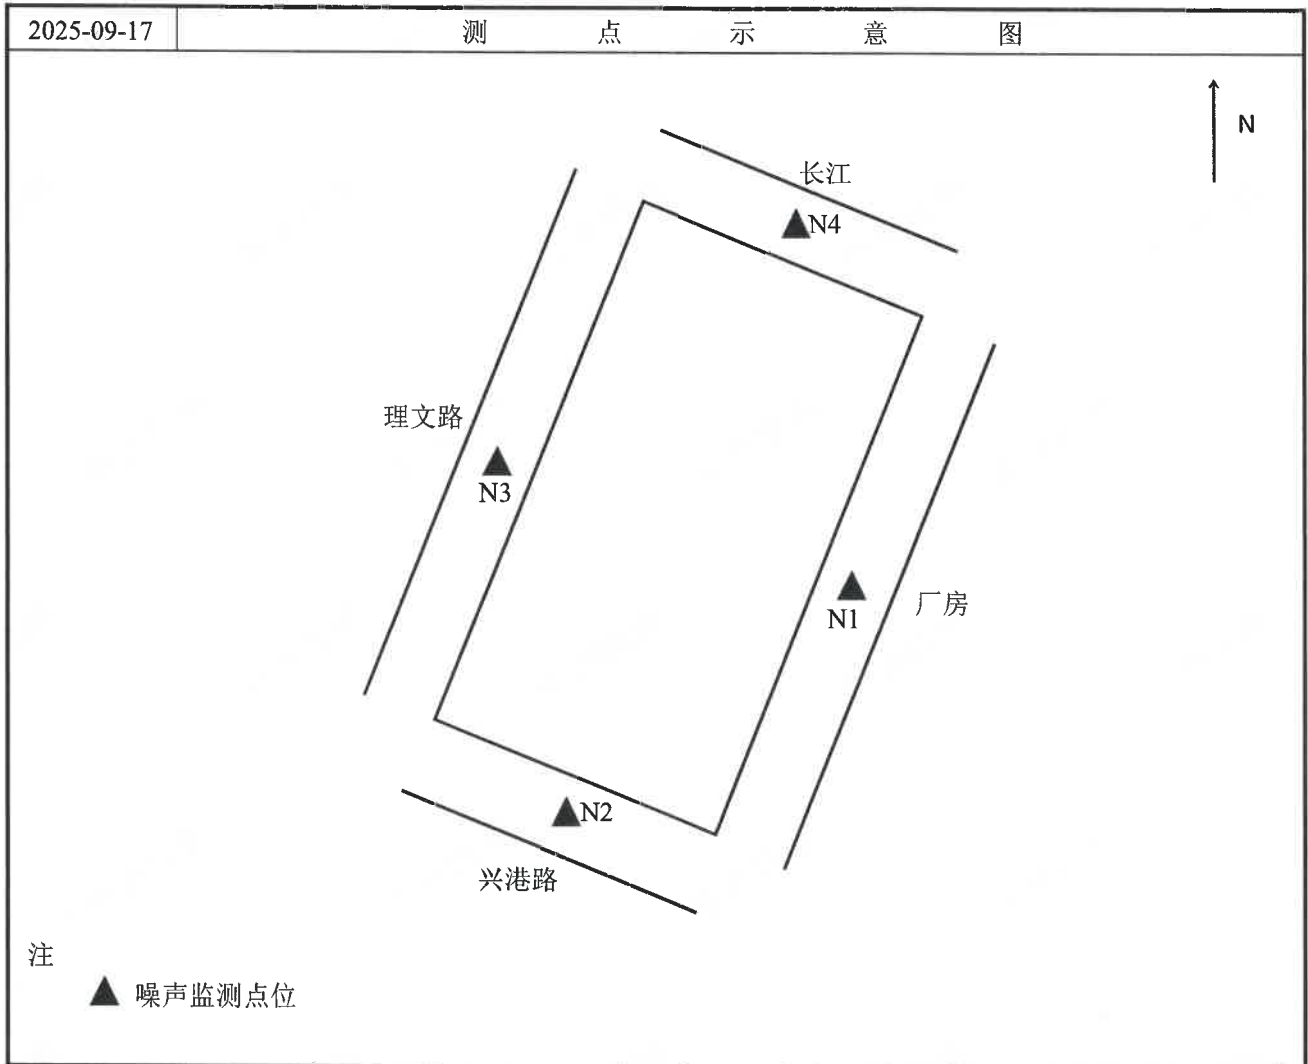 2025-09-17 测 点 示 意 图
N
长江
N4
理文路
N3
N1
厂房
N2
兴港路
注
噪声监测点位